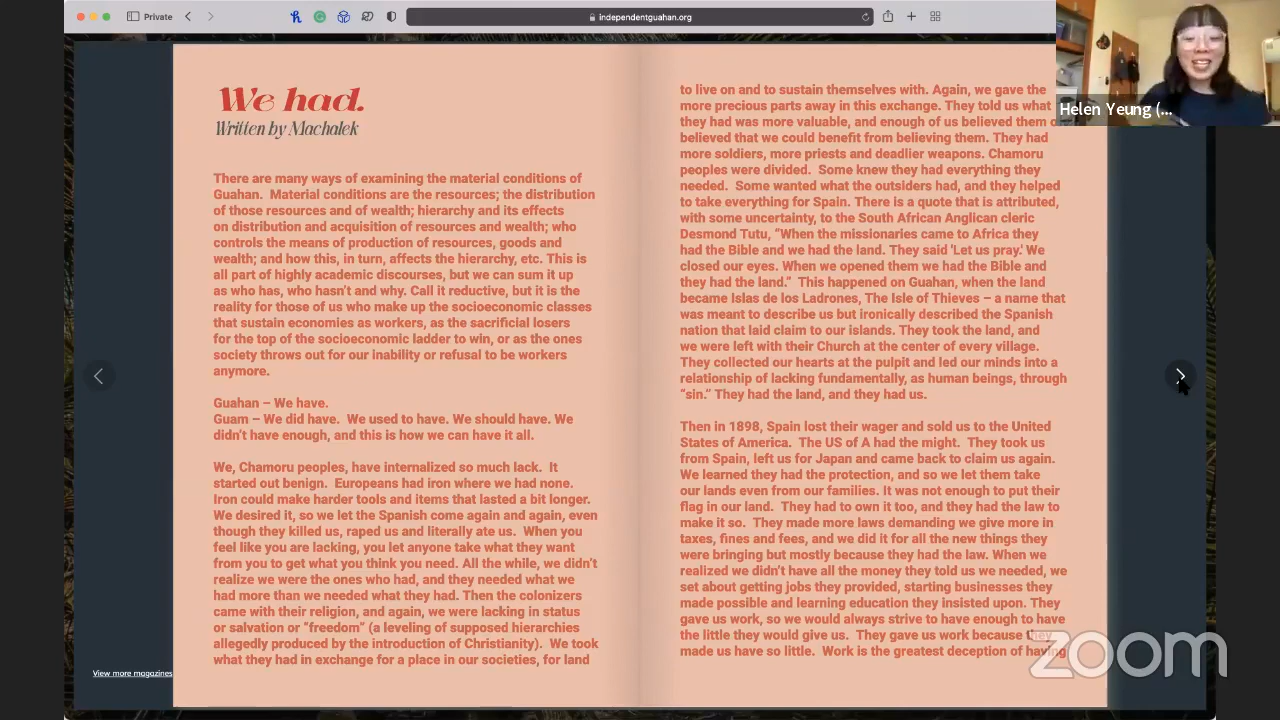 Private
independentguahan.org
Helen Yeung (...
We had.
Written by Machalek
There are many ways of examining the material conditions of
Guahan. Material conditions are the resources; the distribution
of those resources and of wealth; hierarchy and its effects
on distribution and acquisition of resources and wealth; who
controls the means of production of resources, goods and
wealth; and how this, in turn, affects the hierarchy, etc. This is
all part of highly academic discourses, but we can sum it up
as who has, who hasn't and why. Call it reductive, but it is the
reality for those of us who make up the socioeconomic classes
that sustain economies as workers, as the sacrificial losers
for the top of the socioeconomic ladder to win, or as the ones
society throws out for our inability or refusal to be workers
anymore.
Guahan – We have.
Guam – We did have. We used to have. We should have. We
didn't have enough, and this is how we can have it all.
We, Chamoru peoples, have internalized so much lack. It
started out benign. Europeans had iron where we had none.
Iron could make harder tools and items that lasted a bit longer.
We desired it, so we let the Spanish come again and again, even
though they killed us, raped us and literally ate us. When you
feel like you are lacking, you let anyone take what they want
from you to get what you think you need. All the while, we didn't
realize we were the ones who had, and they needed what we
had more than we needed what they had. Then the colonizers
came with their religion, and again, we were lacking in status
or salvation or "freedom" (a leveling of supposed hierarchies
allegedly produced by the introduction of Christianity). We took
what they had in exchange for a place in our societies, for land
to live on and to sustain themselves with. Again, we gave the
more precious parts away in this exchange. They told us what
they had was more valuable, and enough of us believed them
believed that we could benefit from believing them. They had
more soldiers, more priests and deadlier weapons. Chamoru
peoples were divided. Some knew they had everything they
needed. Some wanted what the outsiders had, and they helped
to take everything for Spain. There is a quote that is attributed,
with some uncertainty, to the South African Anglican cleric
Desmond Tutu, "When the missionaries came to Africa they
had the Bible and we had the land. They said 'Let us pray.' We
closed our eyes. When we opened them we had the Bible and
they had the land." This happened on Guahan, when the land
became Islas de los Ladrones, The Isle of Thieves – a name that
was meant to describe us but ironically described the Spanish
nation that laid claim to our islands. They took the land, and
we were left with their Church at the center of every village.
They collected our hearts at the pulpit and led our minds into a
relationship of lacking fundamentally, as human beings, through
"sin." They had the land, and they had us.
Then in 1898, Spain lost their wager and sold us to the United
States of America. The US of A had the might. They took us
from Spain, left us for Japan and came back to claim us again.
We learned they had the protection, and so we let them take
our lands even from our families. It was not enough to put their
flag in our land. They had to own it too, and they had the law to
make it so. They made more laws demanding we give more in
taxes, fines and fees, and we did it for all the new things they
were bringing but mostly because they had the law. When we
realized we didn't have all the money they told us we needed, we
set about getting jobs they provided, starting businesses they
made possible and learning education they insisted upon. They
gave us work, so we would always strive to have enough to have
the little they would give us. They gave us work because they
made us have so little. Work is the greatest deception of having
View more magazines
zoom